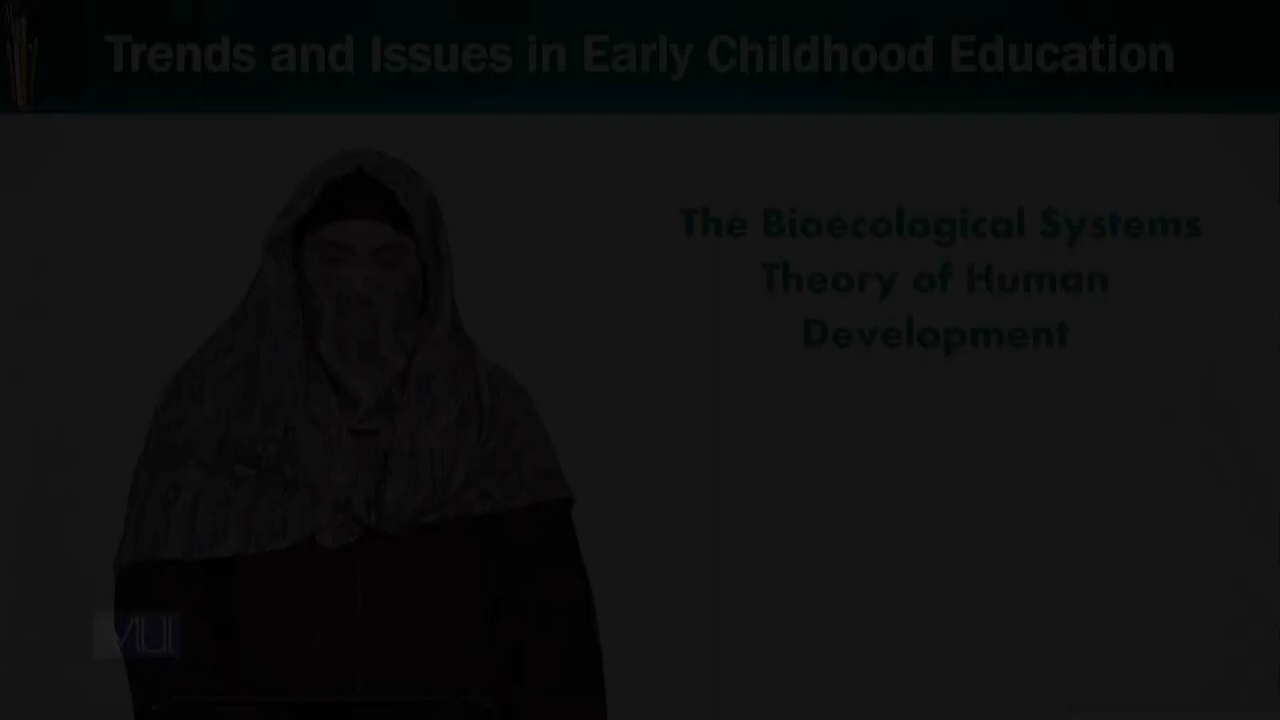 Trends and Issues in Early Childhood Education
The Bioecological Systems
Theory of Human
Development